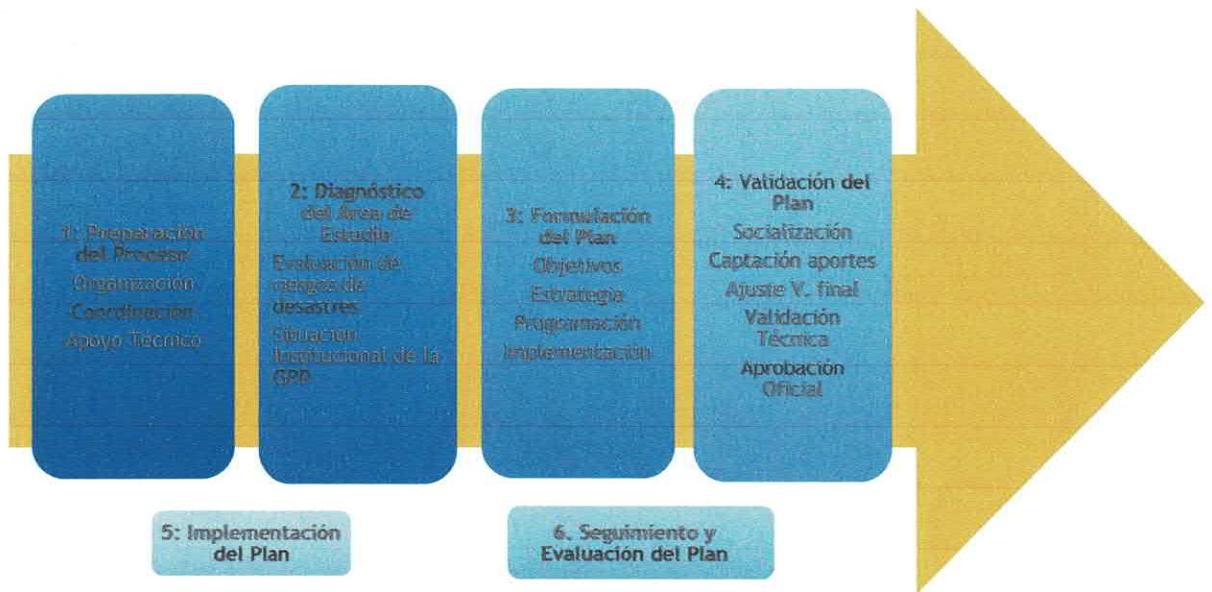 1: Preparación
del Proceso
Organización
Coordinación
Apoyo Técnico
2: Diagnóstico
del Área de
Estudio
Evaluación de
riesgos de
desastres
Situación
Institucional de la
GPR
3: Formulación
del Plan
Objetivos
Estrategia
Programación
Implementación
4: Validación del
Plan
Socialización
Captación aportes
Ajuste V. final
Validación
Técnica
Aprobación
Oficial
5: Implementación
del Plan
6. Seguimiento y
Evaluación del Plan